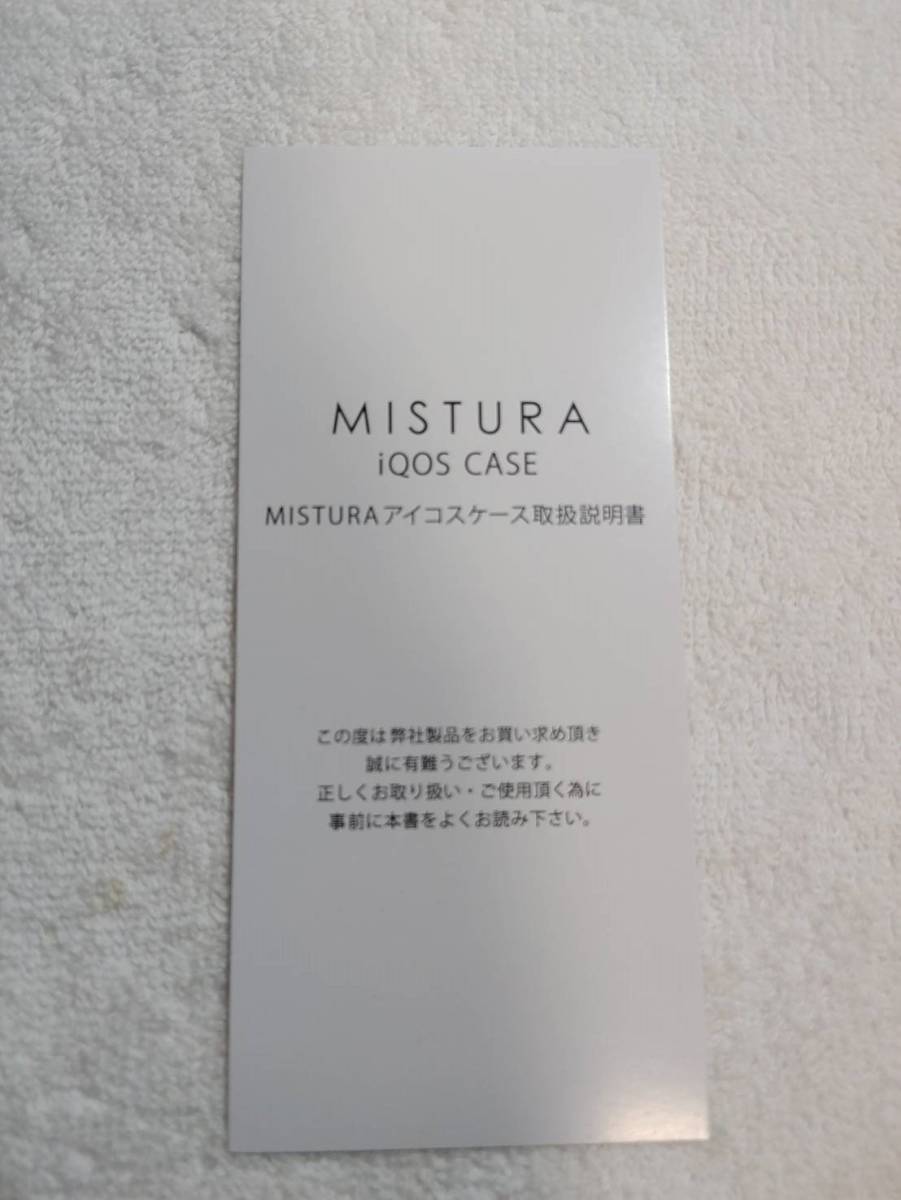 MISTURA
iQOS CASE
MISTURAアイコスケース取扱説明書
この度は弊社製品をお買い求め頂き
誠に有難うございます。
正しくお取り扱い・ご使用頂く為に
事前に本書をよくお読み下さい。